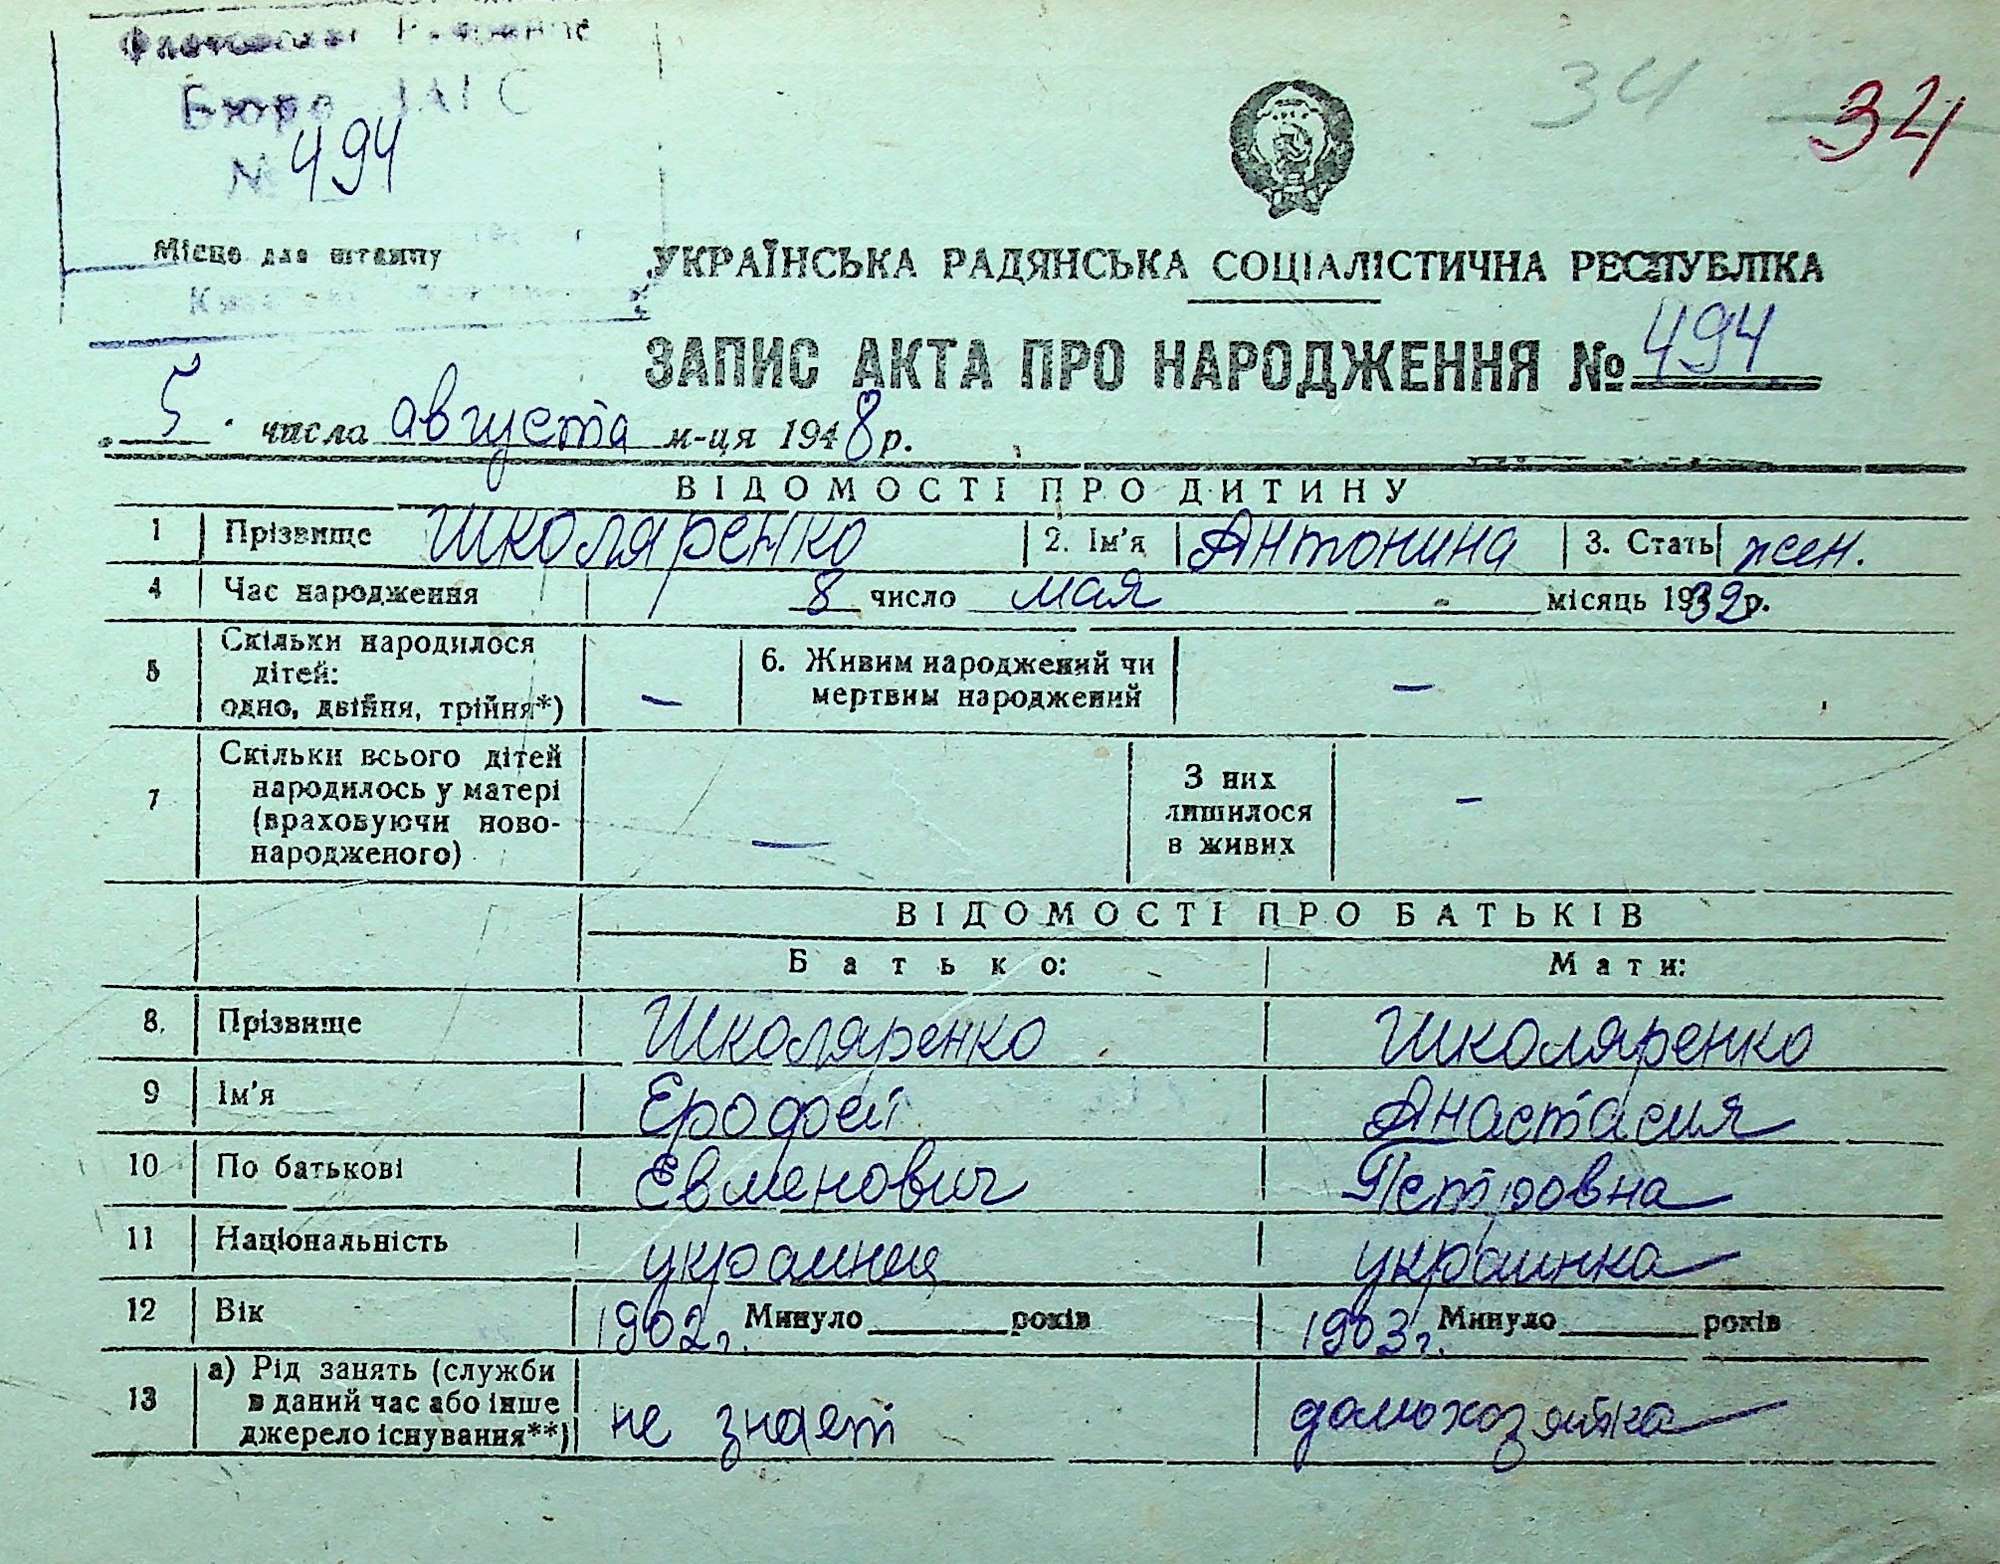 Бюро ЗАГС
№ 494
34 34
Місце для штампу
УКРАЇНСЬКА РАДЯНСЬКА СОЦІАЛІСТИЧНА РЕСПУБЛІКА
ЗАПИС АКТА ПРО НАРОДЖЕННЯ № 494
5 числа августа м-ця 1948 р.
ВІДОМОСТІ ПРО ДИТИНУ
1 Прізвище Школяренко 2. Ім'я Антонина 3. Стать жен.
4 Час народження 8 число мая місяць 1932 р.
5 Скільки народилося
дітей:
одно, двійня, трійня*) —
6. Живим народжений чи
мертвим народжений —
7 Скільки всього дітей
народилось у матері
(враховуючи ново-
народженого) —
З них
лишилося
в живих —
ВІДОМОСТІ ПРО БАТЬКІВ
Батько: Мати:
8. Прізвище Школяренко Школяренко
9 Ім'я Ерофей Анастасия
10 По батькові Евменович Петровна
11 Національність украинец украинка
12 Вік 1902 г. Минуло ____ років 1903 г. Минуло ____ років
13 а) Рід занять (служби
в даний час або інше
джерело існування**) не знает домохозяйка